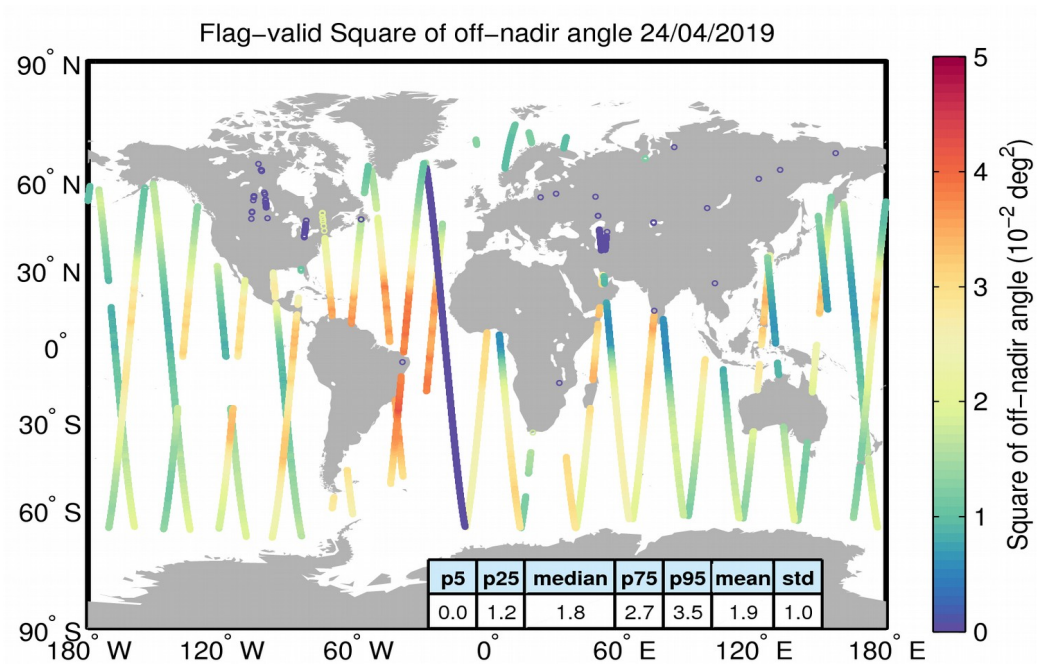 Flag−valid Square of off−nadir angle 24/04/2019
90° N
60° N
30° N
0°
30° S
60° S
90° S
180° W
120° W
60° W
0°
60° E
120° E
180° E
5
4
3
2
1
0
Square of off−nadir angle (10⁻² deg²)
p5 p25 median p75 p95 mean std
0.0 1.2 1.8 2.7 3.5 1.9 1.0